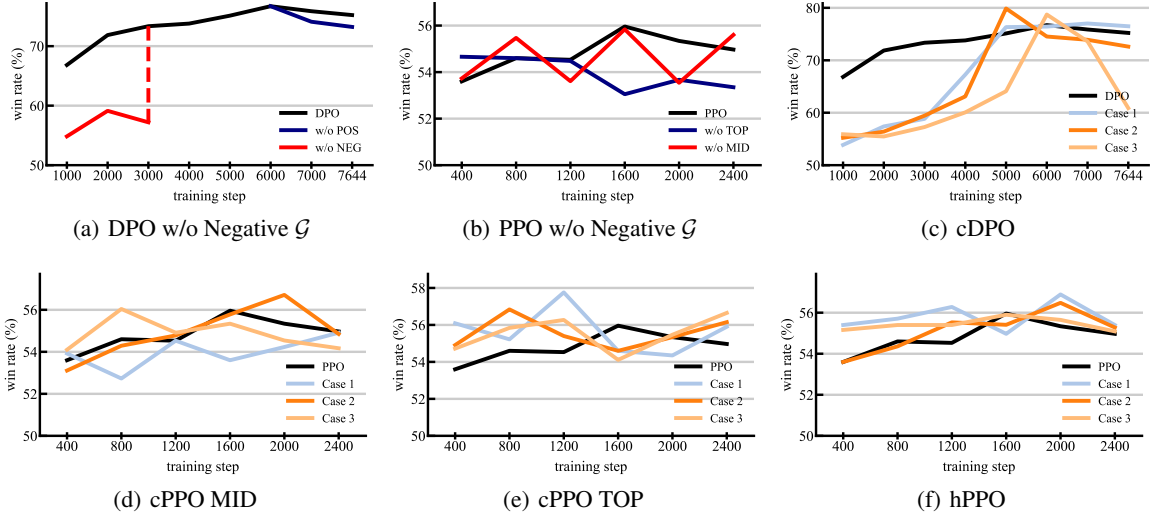 win rate (%)
70
60
50
DPO
w/o POS
w/o NEG
1000 2000 3000 4000 5000 6000 7000 7644
training step
(a) DPO w/o Negative 𝒢
win rate (%)
56
54
52
50
PPO
w/o TOP
w/o MID
400 800 1200 1600 2000 2400
training step
(b) PPO w/o Negative 𝒢
win rate (%)
80
70
60
50
DPO
Case 1
Case 2
Case 3
1000 2000 3000 4000 5000 6000 7000 7644
training step
(c) cDPO
win rate (%)
56
54
52
50
PPO
Case 1
Case 2
Case 3
400 800 1200 1600 2000 2400
training step
(d) cPPO MID
win rate (%)
58
56
54
52
50
PPO
Case 1
Case 2
Case 3
400 800 1200 1600 2000 2400
training step
(e) cPPO TOP
win rate (%)
56
54
52
50
PPO
Case 1
Case 2
Case 3
400 800 1200 1600 2000 2400
training step
(f) hPPO